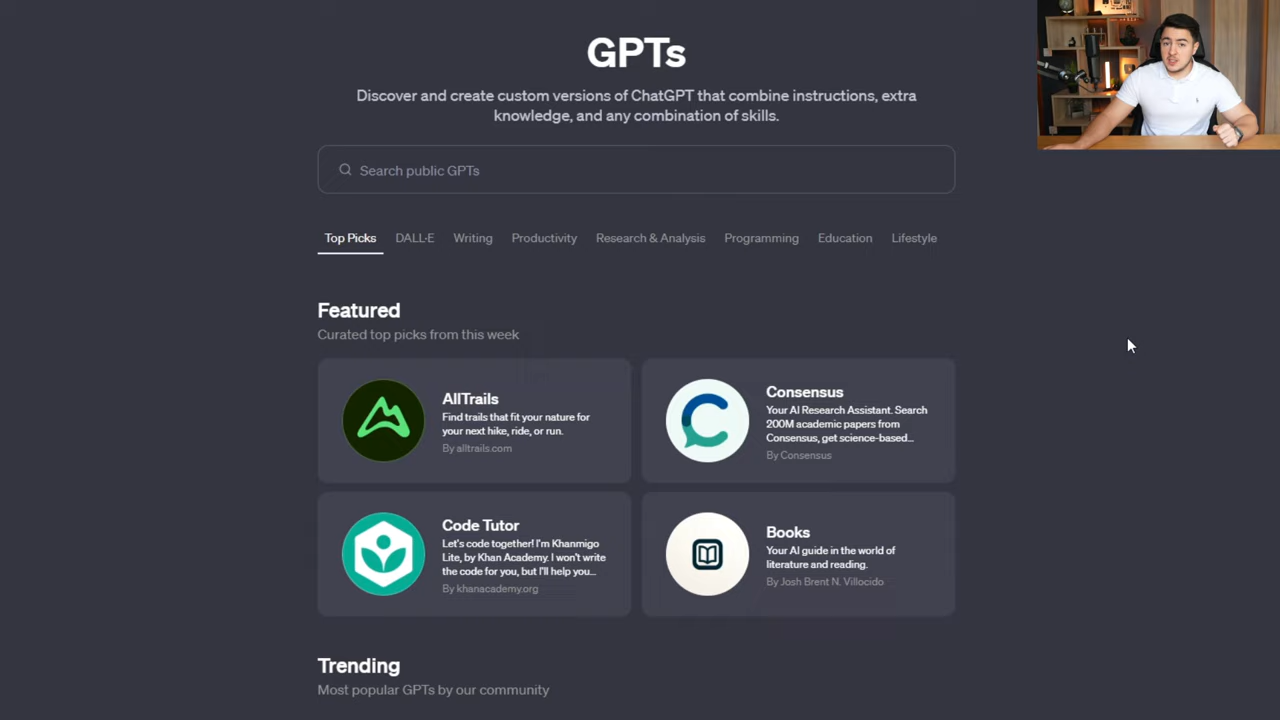 GPTs
Discover and create custom versions of ChatGPT that combine instructions, extra
knowledge, and any combination of skills.
Search public GPTs
Top Picks
DALL·E
Writing
Productivity
Research & Analysis
Programming
Education
Lifestyle
Featured
Curated top picks from this week
AllTrails
Find trails that fit your nature for
your next hike, ride, or run.
By alltrails.com
Consensus
Your AI Research Assistant. Search
200M academic papers from
Consensus, get science-based...
By Consensus
Code Tutor
Let's code together! I'm Khanmigo
Lite, by Khan Academy. I won't write
the code for you, but I'll help you...
By khanacademy.org
Books
Your AI guide in the world of
literature and reading.
By Josh Brent N. Villocido
Trending
Most popular GPTs by our community